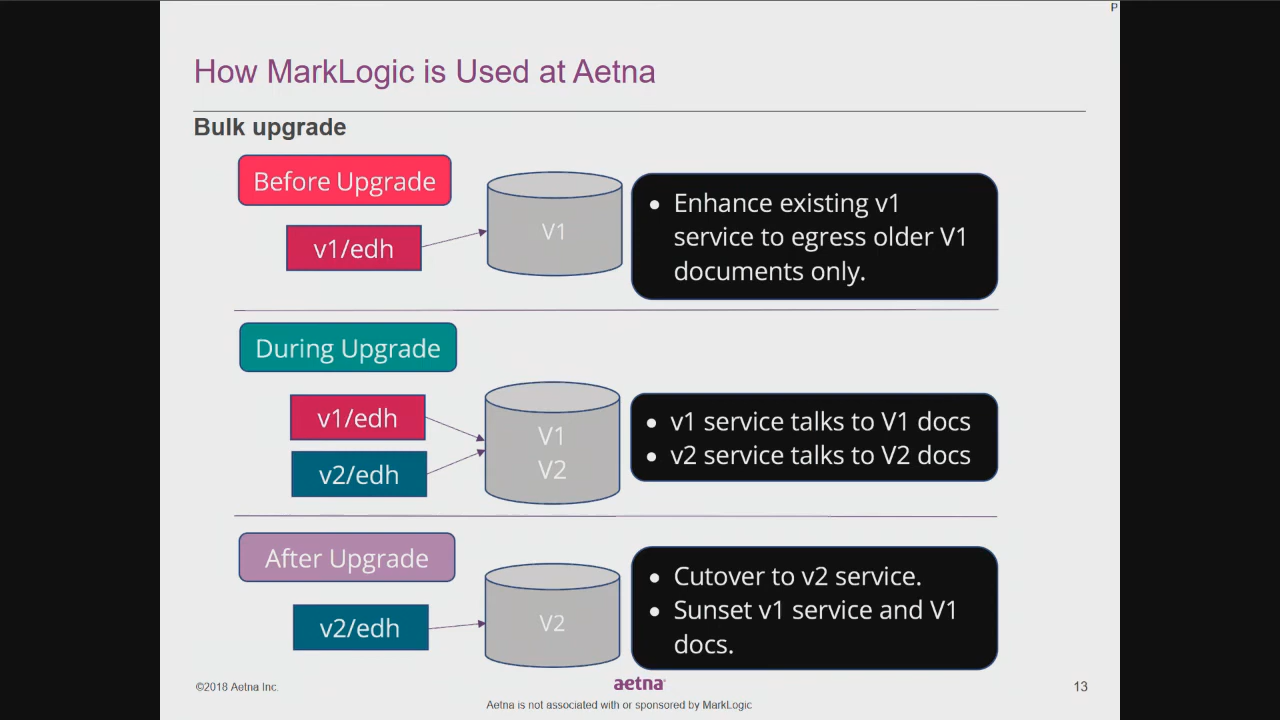 P
How MarkLogic is Used at Aetna
Bulk upgrade
Before Upgrade
v1/edh
V1
• Enhance existing v1
service to egress older V1
documents only.
During Upgrade
v1/edh
v2/edh
V1
V2
• v1 service talks to V1 docs
• v2 service talks to V2 docs
After Upgrade
v2/edh
V2
• Cutover to v2 service.
• Sunset v1 service and V1
docs.
©2018 Aetna Inc.
aetna
Aetna is not associated with or sponsored by MarkLogic
13